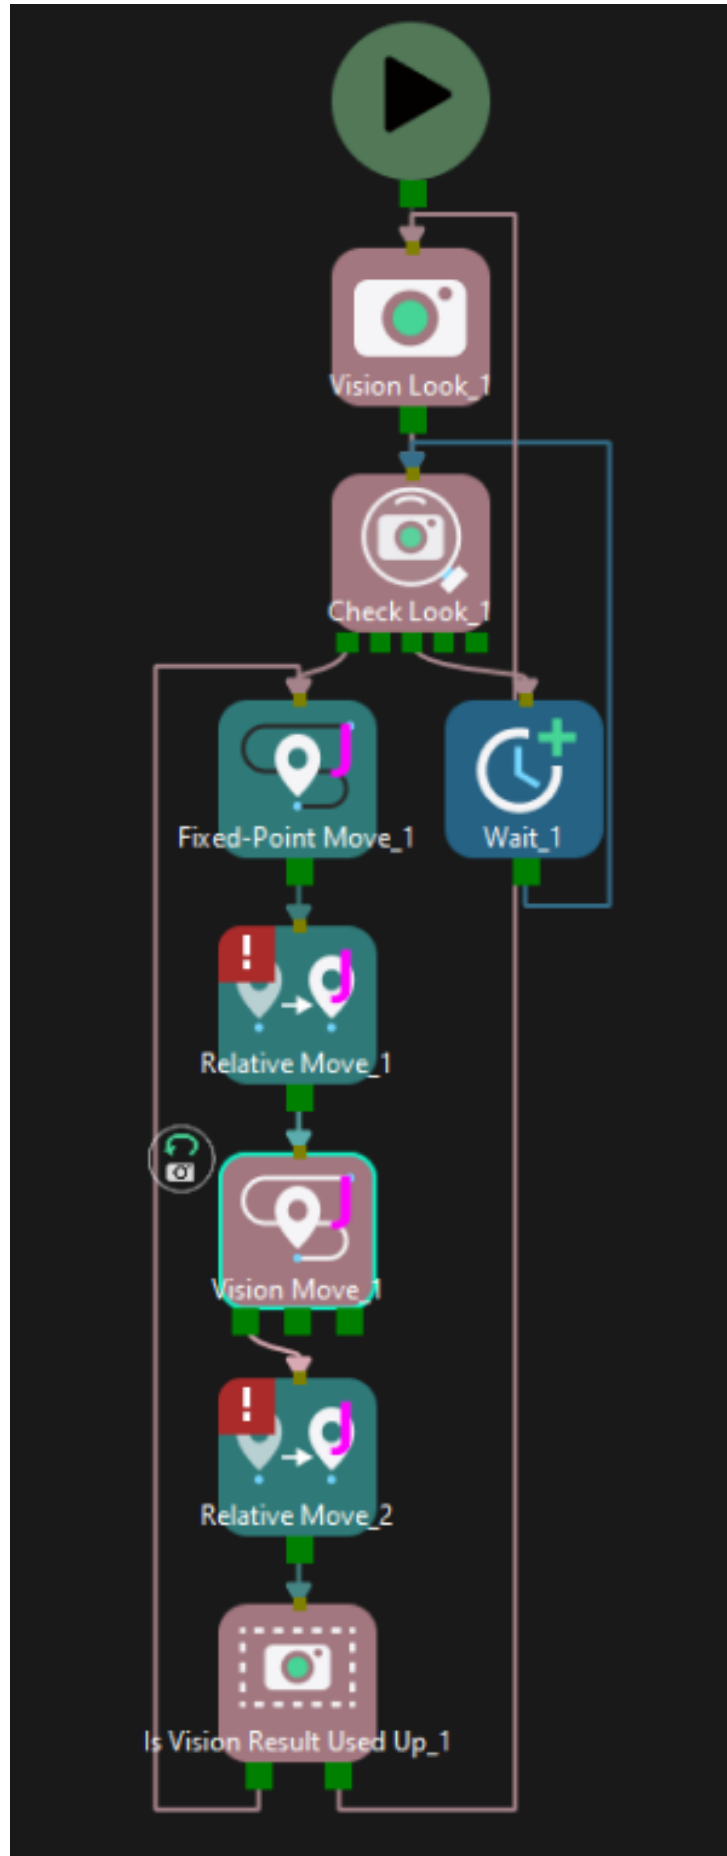 Vision Look_1
Check Look_1
J
Fixed-Point Move_1
Wait_1
!
J
Relative Move_1
J
Vision Move_1
!
J
Relative Move_2
Is Vision Result Used Up_1